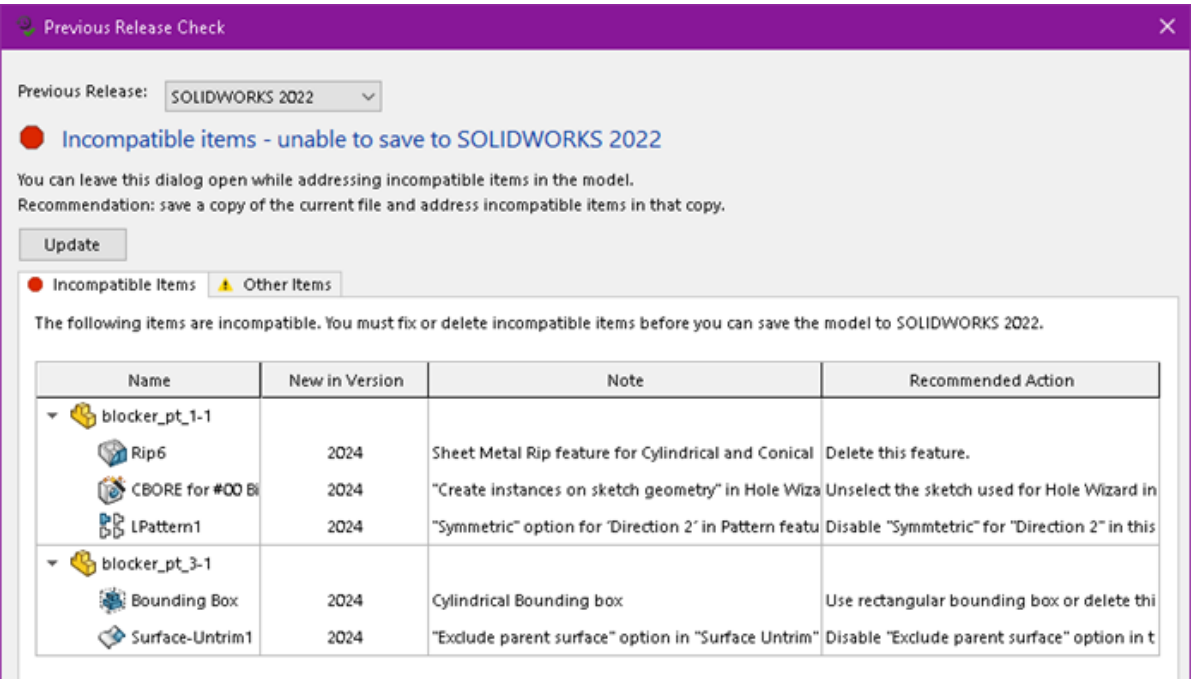 Previous Release Check
Previous Release: SOLIDWORKS 2022
Incompatible items - unable to save to SOLIDWORKS 2022
You can leave this dialog open while addressing incompatible items in the model.
Recommendation: save a copy of the current file and address incompatible items in that copy.
Update
Incompatible Items Other Items
The following items are incompatible. You must fix or delete incompatible items before you can save the model to SOLIDWORKS 2022.
Name New in Version Note Recommended Action
blocker_pt_1-1
Rip6 2024 Sheet Metal Rip feature for Cylindrical and Conical Delete this feature.
CBORE for #00 Bi 2024 "Create instances on sketch geometry" in Hole Wiza Unselect the sketch used for Hole Wizard in
LPattern1 2024 "Symmetric" option for 'Direction 2' in Pattern featu Disable "Symmtetric" for "Direction 2" in this
blocker_pt_3-1
Bounding Box 2024 Cylindrical Bounding box Use rectangular bounding box or delete thi
Surface-Untrim1 2024 "Exclude parent surface" option in "Surface Untrim" Disable "Exclude parent surface" option in t